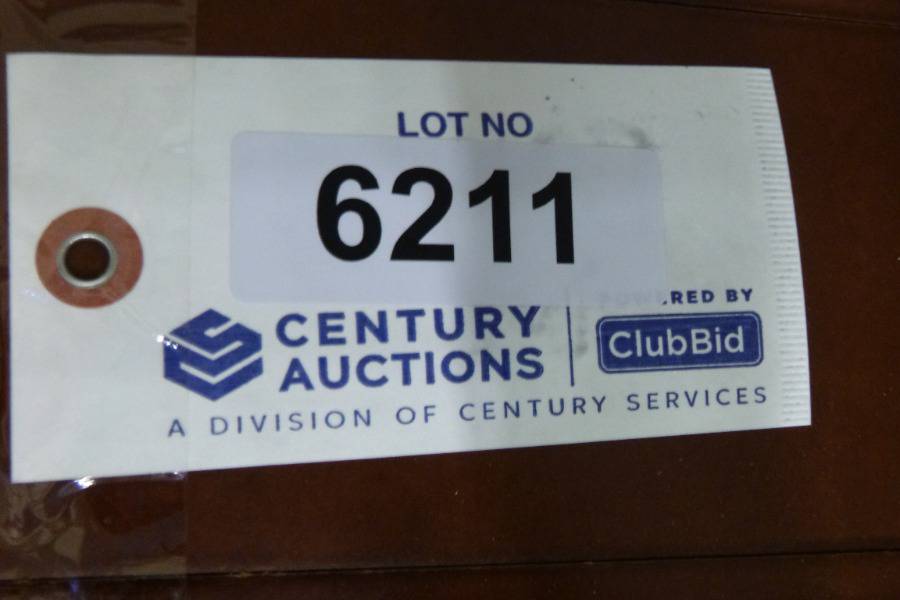 LOT NO
6211
CENTURY
AUCTIONS
.RED BY
ClubBid
A DIVISION OF CENTURY SERVICES